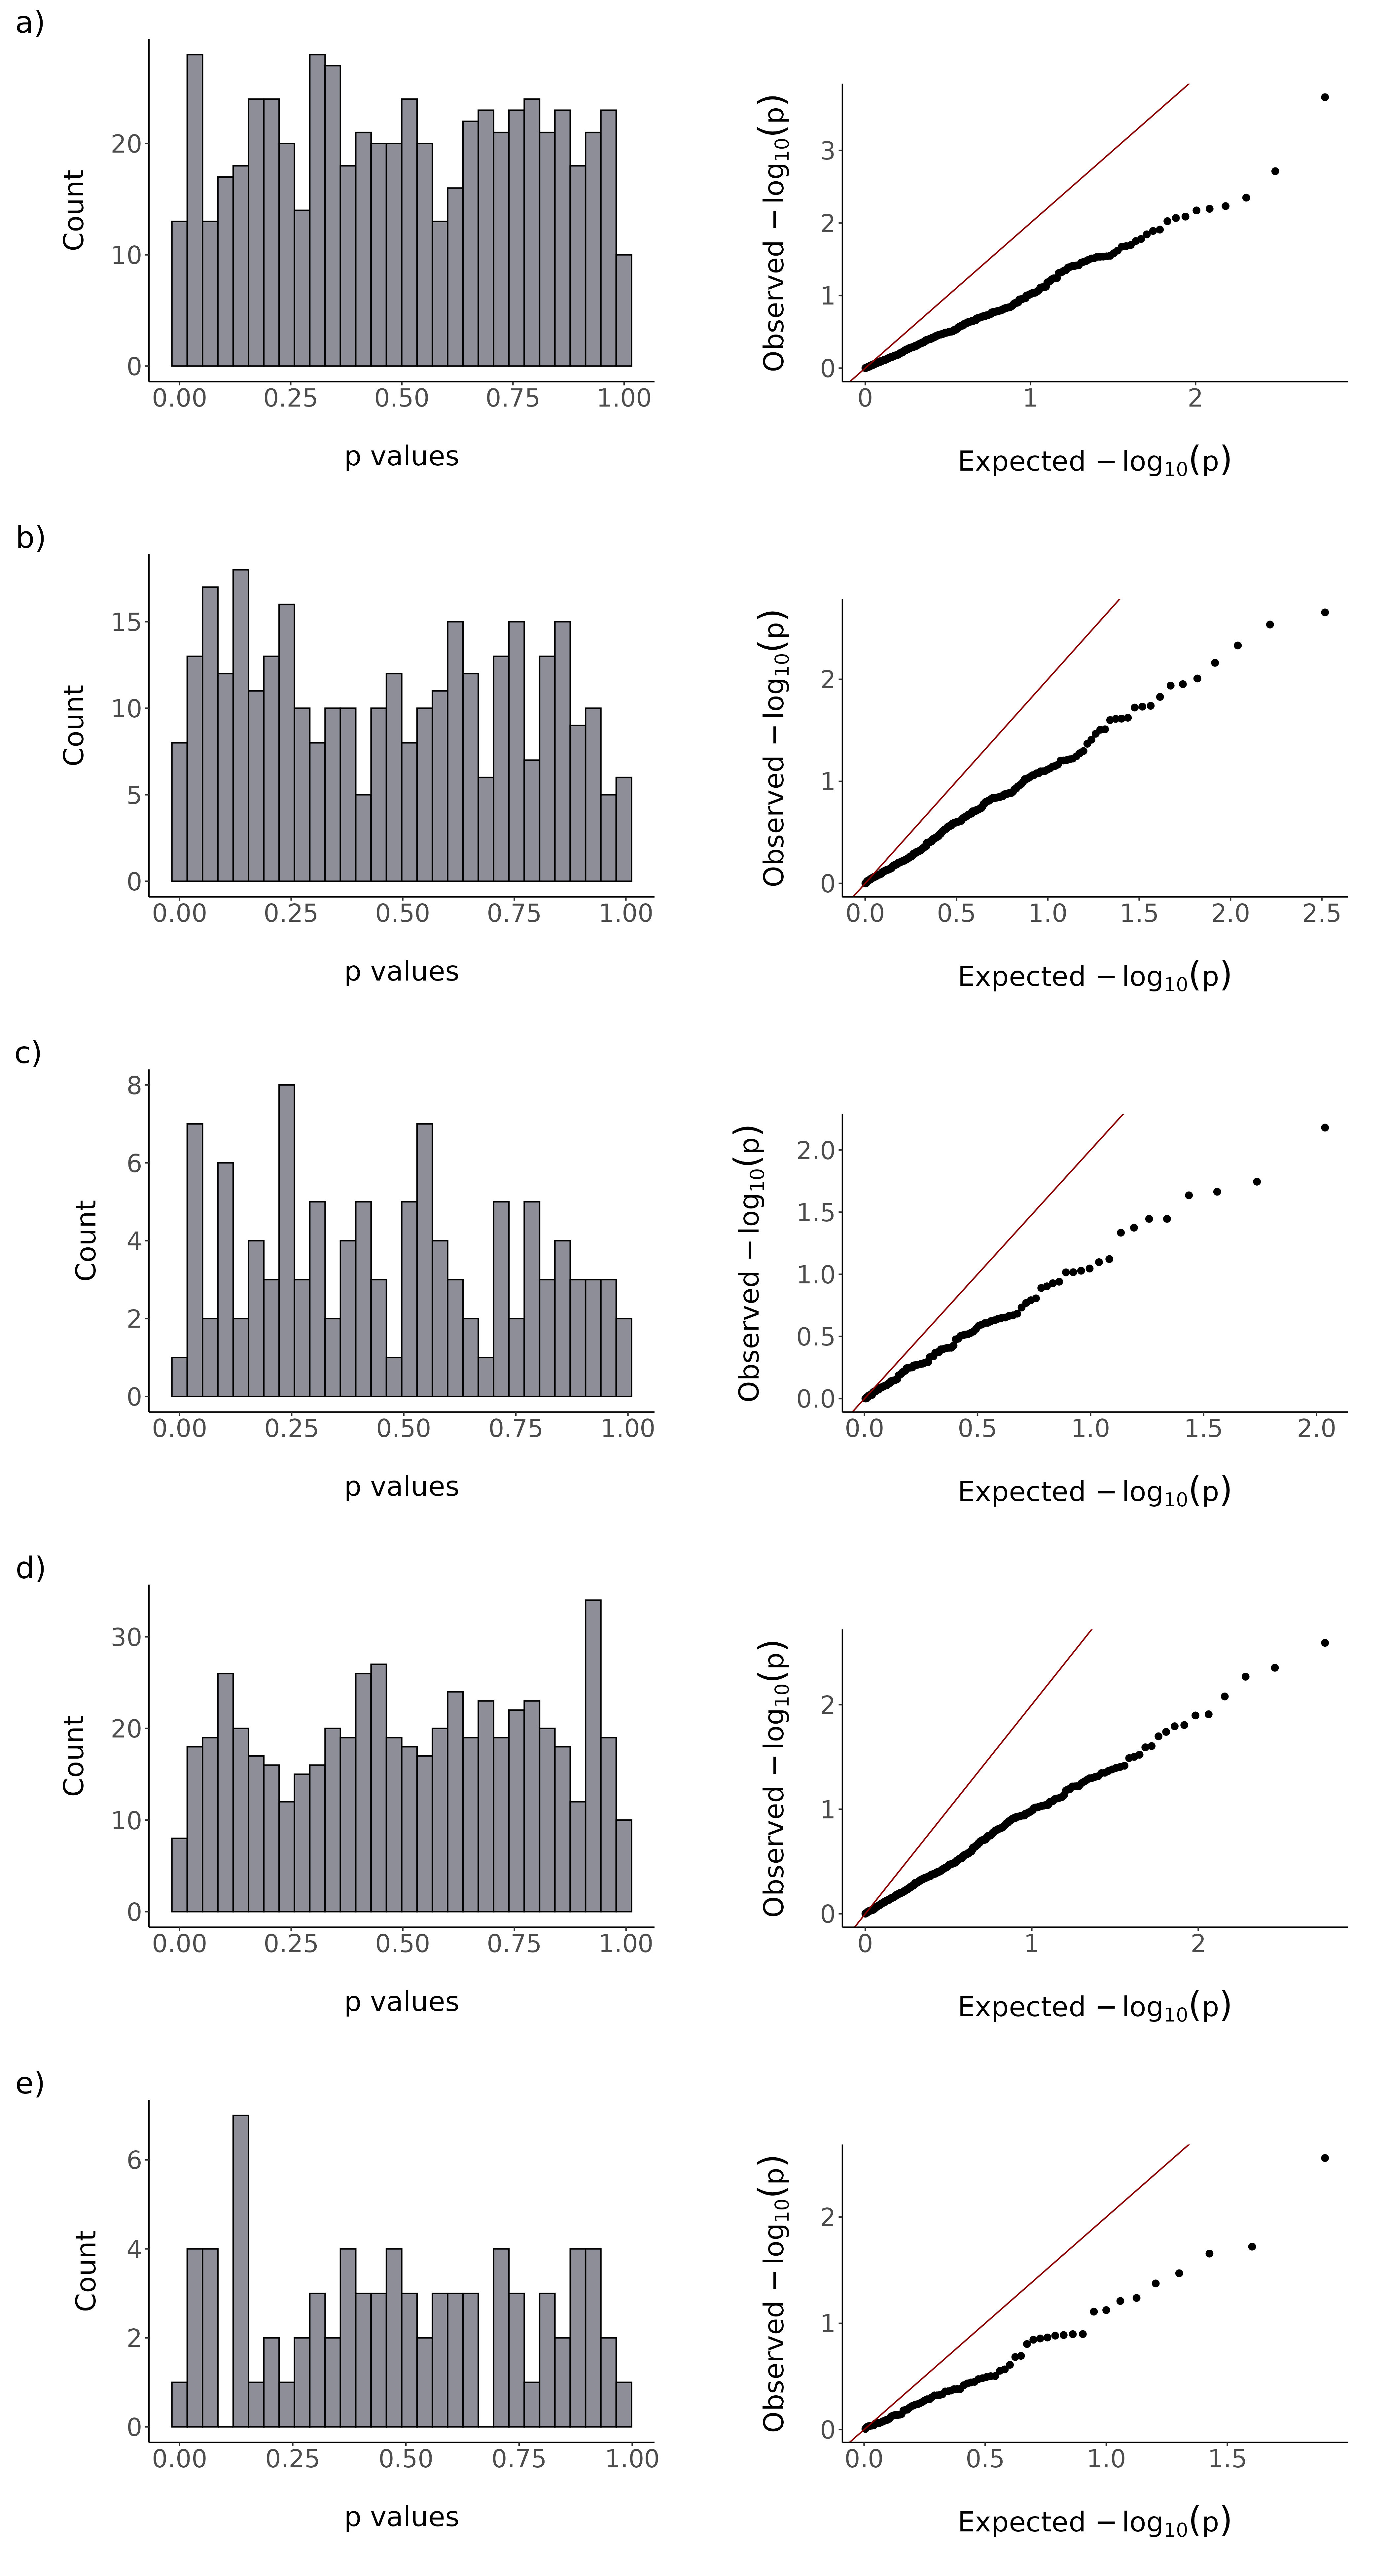 a)
Count
20
10
0
0.00 0.25 0.50 0.75 1.00
p values
Observed −log10(p)
3
2
1
0
0 1 2
Expected −log10(p)
b)
Count
15
10
5
0
0.00 0.25 0.50 0.75 1.00
p values
Observed −log10(p)
2
1
0
0.0 0.5 1.0 1.5 2.0 2.5
Expected −log10(p)
c)
Count
8
6
4
2
0
0.00 0.25 0.50 0.75 1.00
p values
Observed −log10(p)
2.0
1.5
1.0
0.5
0.0
0.0 0.5 1.0 1.5 2.0
Expected −log10(p)
d)
Count
30
20
10
0
0.00 0.25 0.50 0.75 1.00
p values
Observed −log10(p)
2
1
0
0 1 2
Expected −log10(p)
e)
Count
6
4
2
0
0.00 0.25 0.50 0.75 1.00
p values
Observed −log10(p)
2
1
0
0.0 0.5 1.0 1.5
Expected −log10(p)